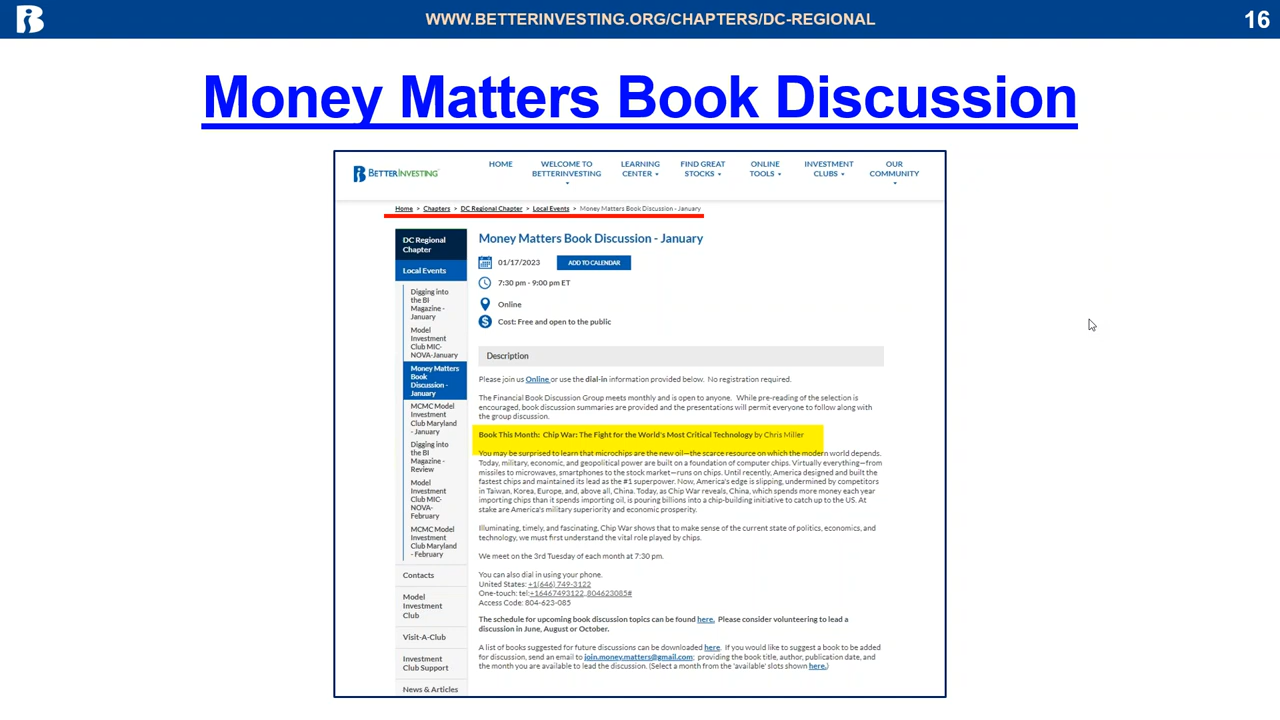 WWW.BETTERINVESTING.ORG/CHAPTERS/DC-REGIONAL
16
Money Matters Book Discussion
BETTERINVESTING
HOME
WELCOME TO
BETTERINVESTING
LEARNING
CENTER
FIND GREAT
STOCKS
ONLINE
TOOLS
INVESTMENT
CLUBS
OUR
COMMUNITY
Home > Chapters > DC Regional Chapter > Local Events > Money Matters Book Discussion - January
DC Regional
Chapter
Local Events
Digging into
the BI
Magazine -
January
Model
Investment
Club MIC-
NOVA-January
Money Matters
Book
Discussion -
January
MCMC Model
Investment
Club Maryland
- January
Digging into
the BI
Magazine -
Review
Model
Investment
Club MIC-
NOVA-
February
MCMC Model
Investment
Club Maryland
- February
Contacts
Model
Investment
Club
Visit-A-Club
Investment
Club Support
News & Articles
Money Matters Book Discussion - January
01/17/2023
ADD TO CALENDAR
7:30 pm - 9:00 pm ET
Online
Cost: Free and open to the public
Description
Please join us Online or use the dial-in information provided below. No registration required.
The Financial Book Discussion Group meets monthly and is open to anyone. While pre-reading of the selection is
encouraged, book discussion summaries are provided and the presentations will permit everyone to follow along with
the group discussion.
Book This Month: Chip War: The Fight for the World's Most Critical Technology by Chris Miller
You may be surprised to learn that microchips are the new oil—the scarce resource on which the modern world depends.
Today, military, economic, and geopolitical power are built on a foundation of computer chips. Virtually everything—from
missiles to microwaves, smartphones to the stock market—runs on chips. Until recently, America designed and built the
fastest chips and maintained its lead as the #1 superpower. Now, America's edge is slipping, undermined by competitors
in Taiwan, Korea, Europe, and, above all, China. Today, as Chip War reveals, China, which spends more money each year
importing chips than it spends importing oil, is pouring billions into a chip-building initiative to catch up to the US. At
stake are America's military superiority and economic prosperity.
Illuminating, timely, and fascinating, Chip War shows that to make sense of the current state of politics, economics, and
technology, we must first understand the vital role played by chips.
We meet on the 3rd Tuesday of each month at 7:30 pm.
You can also dial in using your phone.
United States: +1(646) 749-3122
One-touch: tel:+16467493122,,804623085#
Access Code: 804-623-085
The schedule for upcoming book discussion topics can be found here. Please consider volunteering to lead a
discussion in June, August or October.
A list of books suggested for future discussions can be downloaded here. If you would like to suggest a book to be added
for discussion, send an email to join.money.matters@gmail.com; providing the book title, author, publication date, and
the month you are available to lead the discussion. (Select a month from the 'available' slots shown here.)